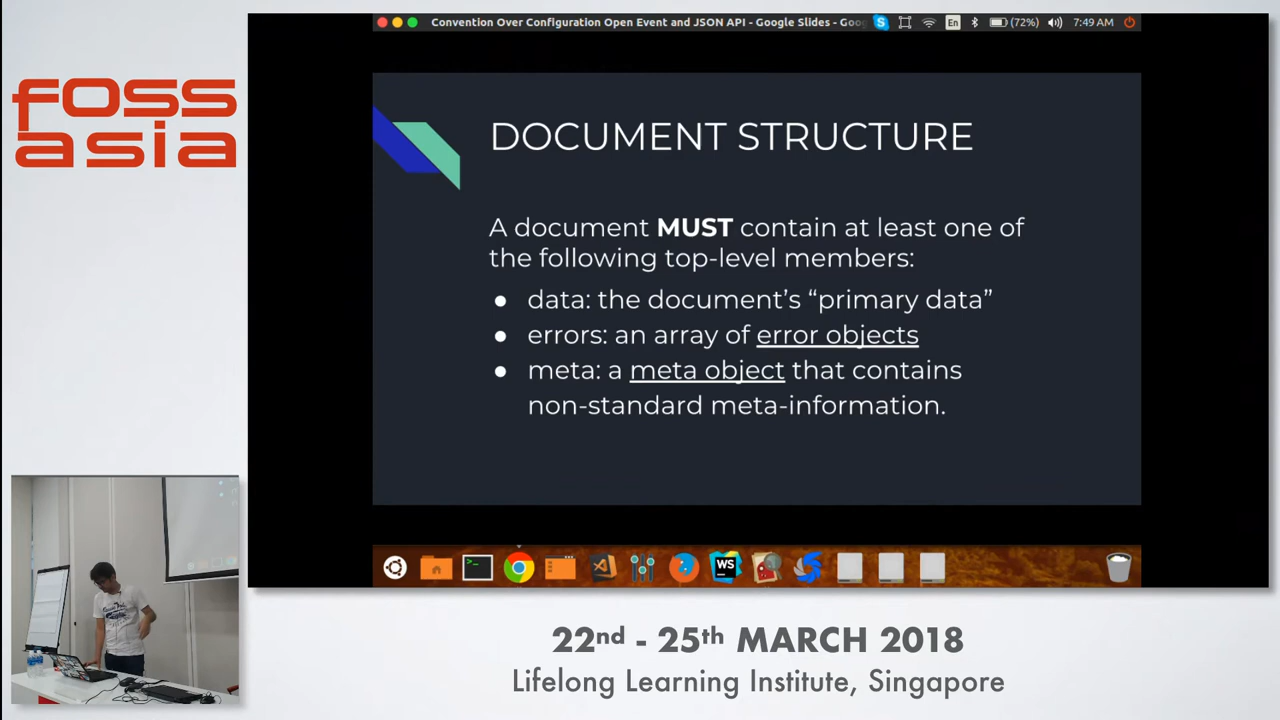 foss
asia
Convention Over Configuration Open Event and JSON API - Google Slides - Goo
En
(72%)
7:49 AM
DOCUMENT STRUCTURE
A document MUST contain at least one of
the following top-level members:
● data: the document’s “primary data”
● errors: an array of error objects
● meta: a meta object that contains
non-standard meta-information.
>_
WS
22nd - 25th MARCH 2018
Lifelong Learning Institute, Singapore